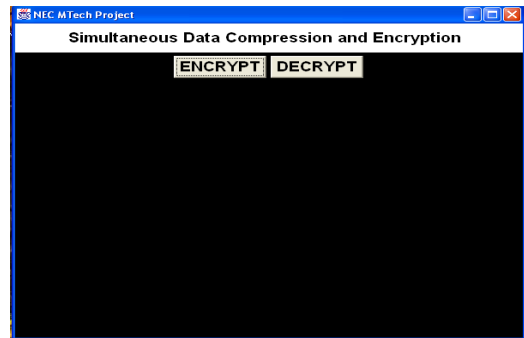 NEC MTech Project
Simultaneous Data Compression and Encryption
ENCRYPT DECRYPT